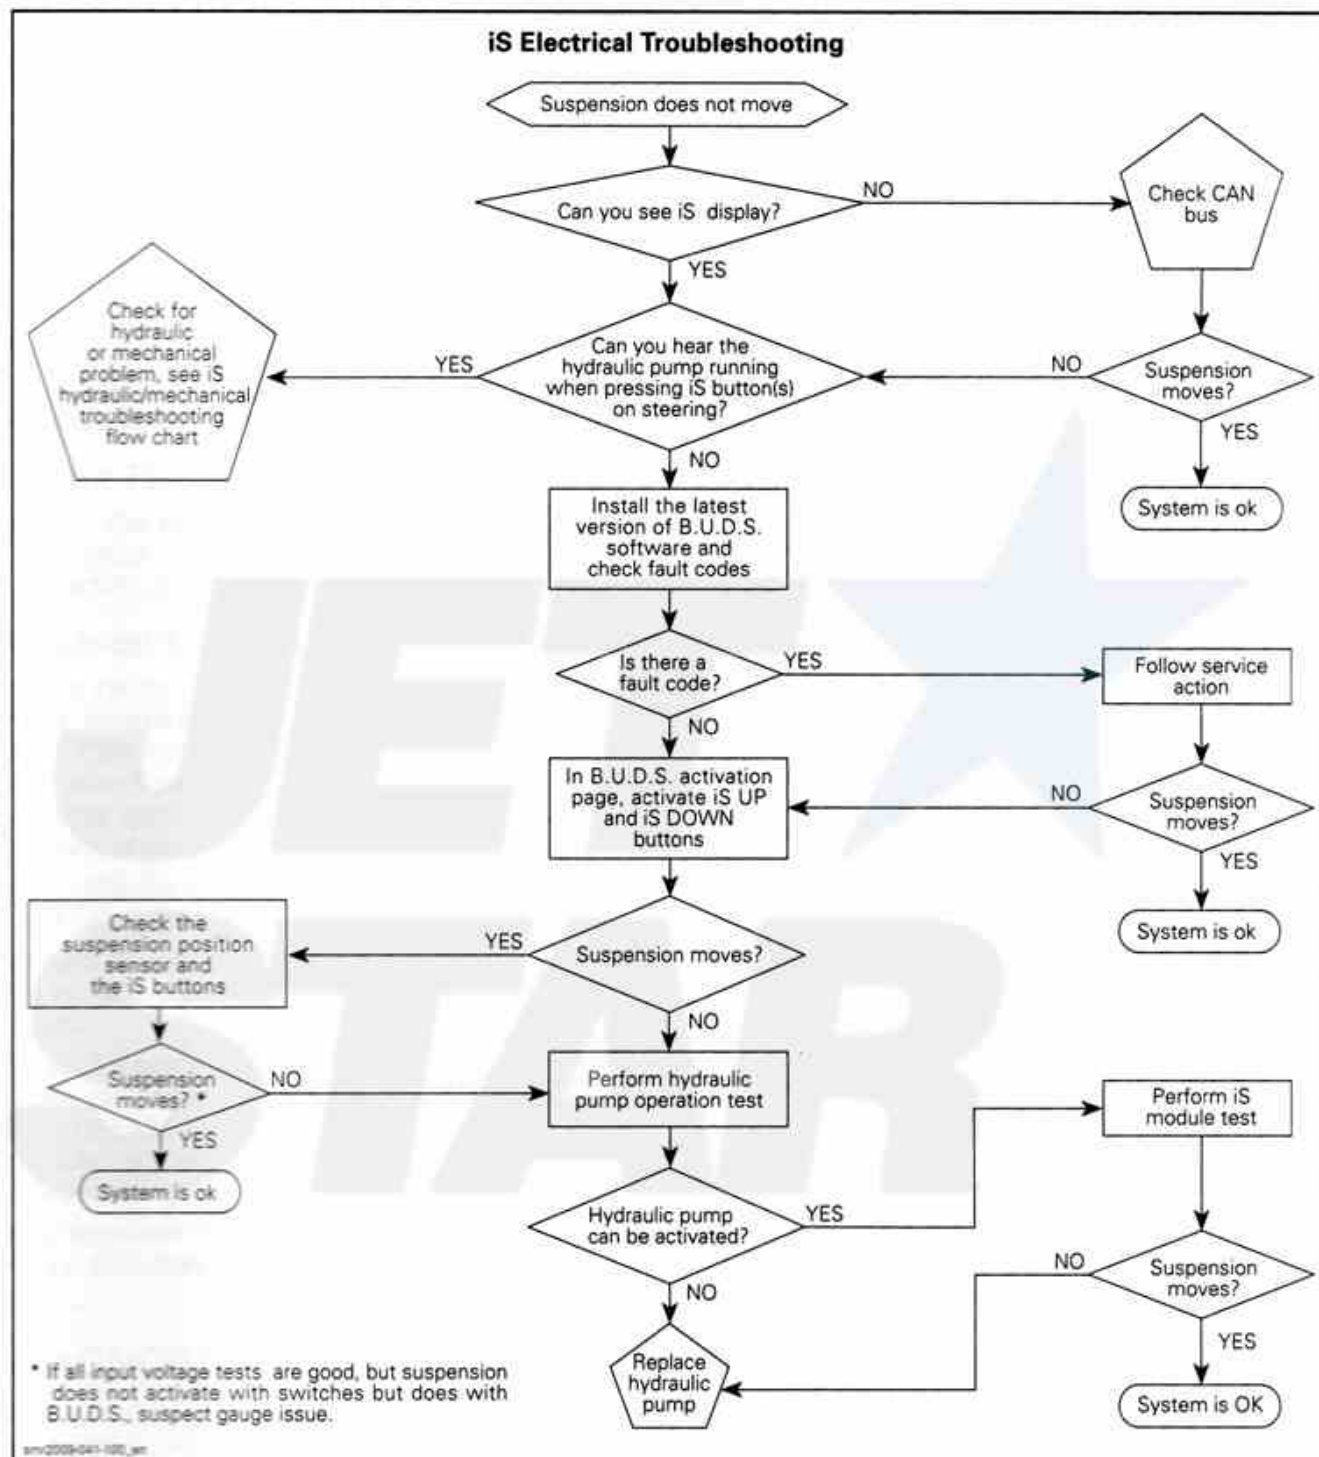 iS Electrical Troubleshooting
Suspension does not move
Can you see iS display?
NO
Check CAN
bus
YES
Check for
hydraulic
or mechanical
problem, see iS
hydraulic/mechanical
troubleshooting
flow chart
YES
Can you hear the
hydraulic pump running
when pressing iS button(s)
on steering?
NO
Suspension
moves?
YES
System is ok
NO
Install the latest
version of B.U.D.S.
software and
check fault codes
Is there a
fault code?
YES
Follow service
action
NO
In B.U.D.S. activation
page, activate iS UP
and iS DOWN
buttons
NO
Suspension
moves?
YES
System is ok
Check the
suspension position
sensor and
the iS buttons
YES
Suspension moves?
NO
Suspension
moves? *
NO
YES
System is ok
Perform hydraulic
pump operation test
Perform iS
module test
Hydraulic pump
can be activated?
YES
NO
NO
Suspension
moves?
YES
System is OK
Replace
hydraulic
pump
* If all input voltage tests are good, but suspension
does not activate with switches but does with
B.U.D.S., suspect gauge issue.
smr2009-041-100_en
JET
STAR